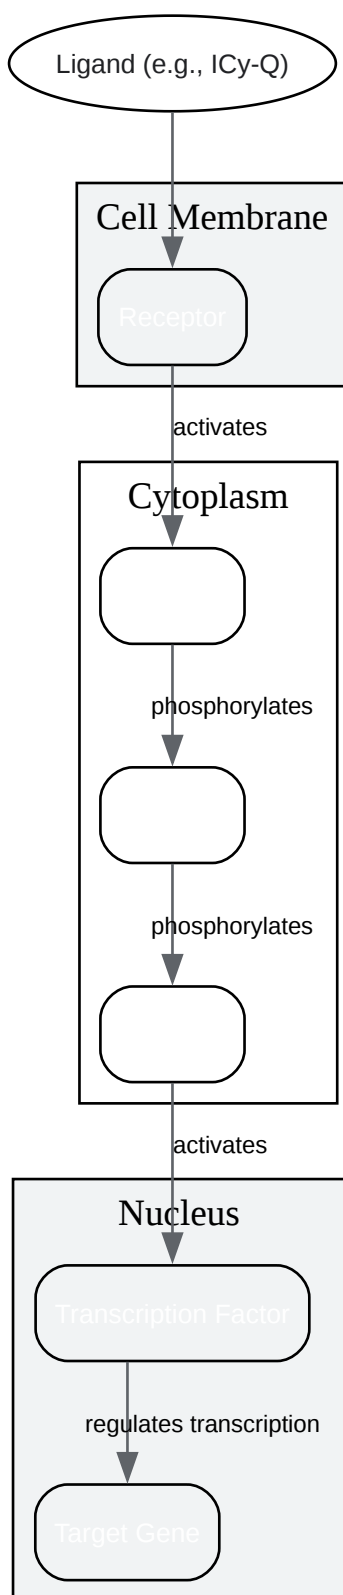 Ligand (e.g., ICy-Q)
Cell Membrane
Receptor
activates
Cytoplasm
phosphorylates
phosphorylates
activates
Nucleus
Transcription Factor
regulates transcription
Target Gene